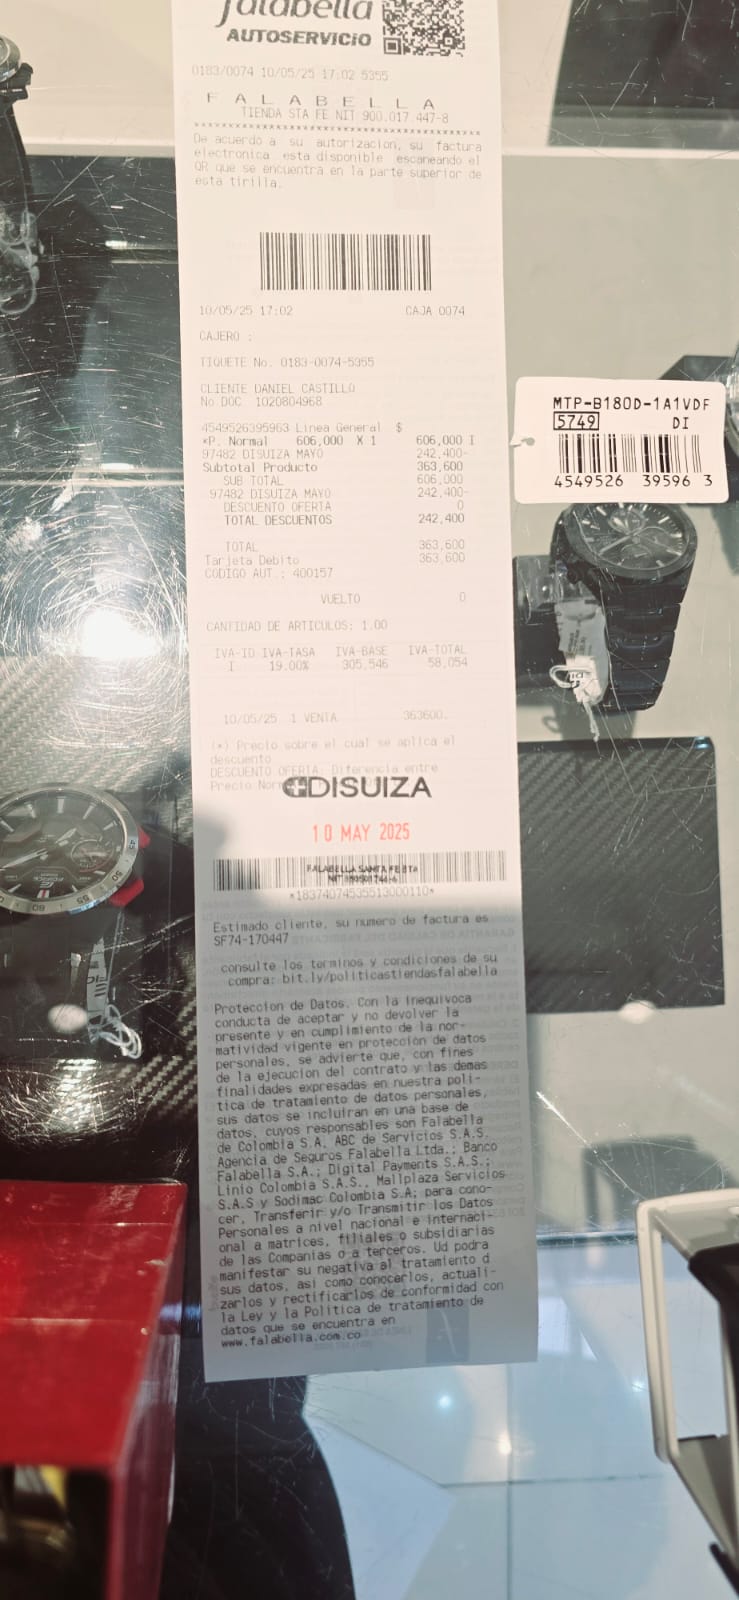 falabella
AUTOSERVICIO
0183/0074 10/05/25 17:02 5355
F A L A B E L L A
TIENDA STA FE NIT 900.017.447-8
****************************************
De acuerdo a su autorizacion, su factura
electronica esta disponible escaneando el
QR que se encuentra en la parte superior de
esta tirilla.
10/05/25 17:02 CAJA 0074
CAJERO :
TIQUETE No. 0183-0074-5355
CLIENTE DANIEL CASTILLO
No.DOC 1020804968
4549526395963 Linea General $
*P. Normal 606,000 X 1 606,000 I
97482 DISUIZA MAYO 242,400-
Subtotal Producto 363,600
SUB TOTAL 606,000
97482 DISUIZA MAYO 242,400-
DESCUENTO OFERTA 0
TOTAL DESCUENTOS 242,400
TOTAL 363,600
Tarjeta Debito 363,600
CODIGO AUT.: 400157
VUELTO 0
CANTIDAD DE ARTICULOS: 1.00
IVA-ID IVA-TASA IVA-BASE IVA-TOTAL
I 19.00% 305,546 58,054
10/05/25 1 VENTA 363600.
(*) Precio sobre el cual se aplica el
descuento
DESCUENTO OFERTA: Diferencia entre
Precio
DISUIZA
10 MAY 2025
FALABELLA SANTA FE BTA
NIT
*18374074535513000110*
Estimado cliente, su numero de factura es
SF74-170447
consulte los terminos y condiciones de su
compra: bit.ly/politicastiendasfalabella
Proteccion de Datos. Con la inequivoca
conducta de aceptar y no devolver la
presente y en cumplimiento de la nor-
matividad vigente en protección de datos
personales, se advierte que, con fines
de la ejecucion del contrato y las demas
finalidades expresadas en nuestra poli-
tica de tratamiento de datos personales,
sus datos se incluiran en una base de
datos, cuyos responsables son Falabella
de Colombia S.A. ABC de Servicios S.A.S.
Agencia de Seguros Falabella Ltda.; Banco
Falabella S.A.; Digital Payments S.A.S.;
Linio Colombia S.A.S., Mallplaza Servicios
S.A.S y Sodimac Colombia S.A; para cono-
cer, Transferir y/o Transmitir los Datos
Personales a nivel nacional e internaci-
onal a matrices, filiales o subsidiarias
de las Companias o a terceros. Ud podra
manifestar su negativa al tratamiento d
sus datos, asi como conocerlos, actuali-
zarlos y rectificarlos de conformidad con
la Ley y la Politica de tratamiento de
datos que se encuentra en
www.falabella.com.co
MTP-B180D-1A1VDF
5749 DI
4549526 39596 3